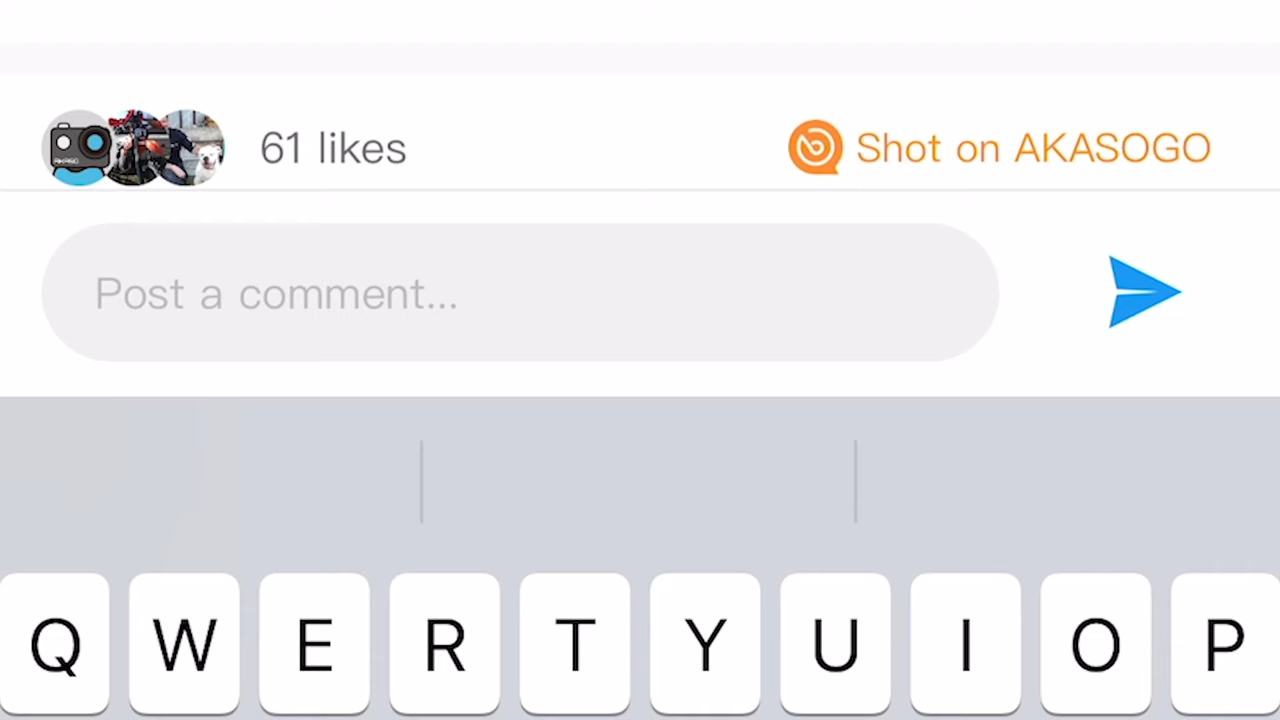 61 likes
Shot on AKASOGO
Post a comment...
Q W E R T Y U I O P